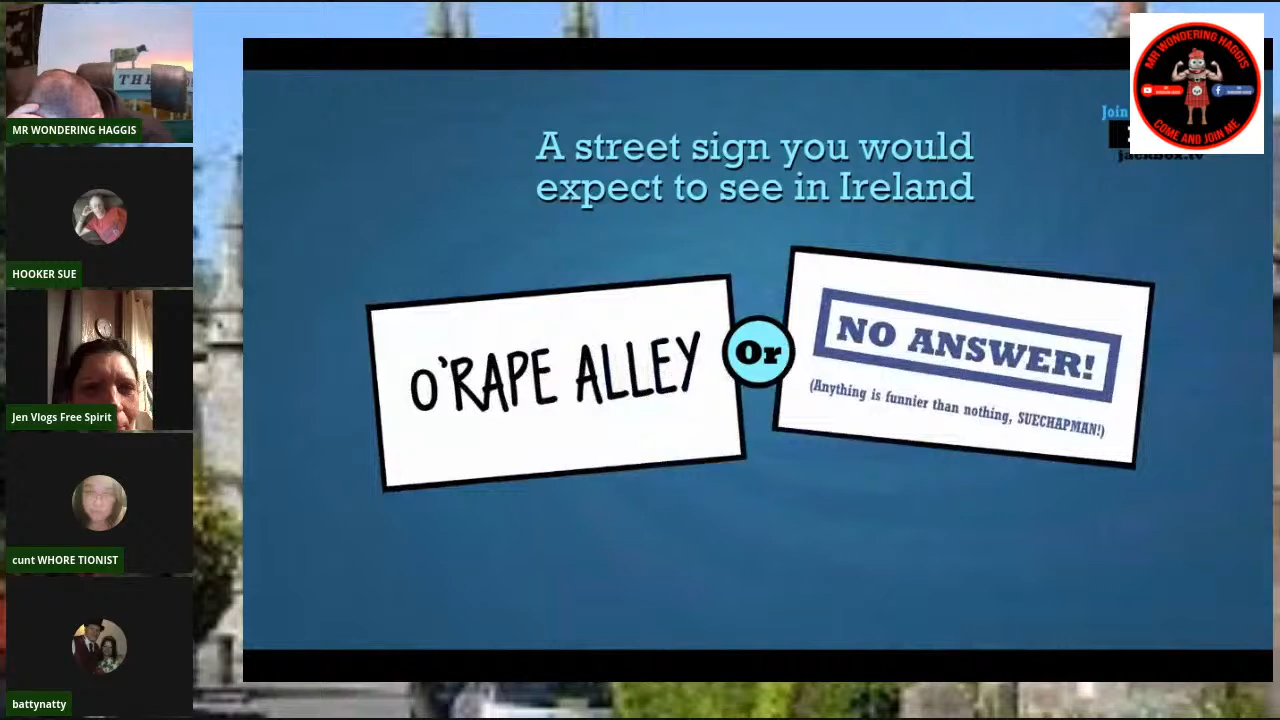 MR WONDERING HAGGIS
HOOKER SUE
Jen Vlogs Free Spirit
cunt WHORE TIONIST
battynatty
A street sign you would
expect to see in Ireland
O'RAPE ALLEY
Or
NO ANSWER!
(Anything is funnier than nothing, SUECHAPMAN!)
Join
jackbox.tv
MR WONDERING HAGGIS
COME AND JOIN ME